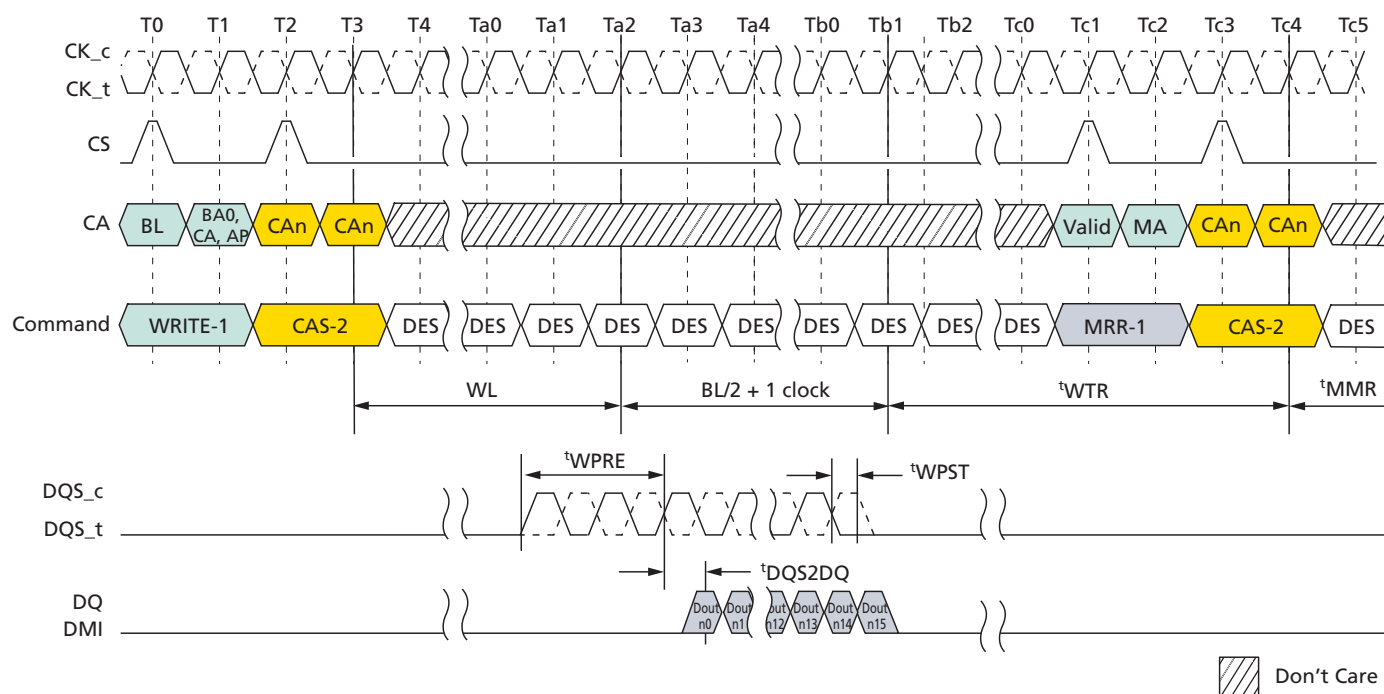 T0 T1 T2 T3 T4 Ta0 Ta1 Ta2 Ta3 Ta4 Tb0 Tb1 Tb2 Tc0 Tc1 Tc2 Tc3 Tc4 Tc5
CK_c
CK_t
CS
CA BL BA0, CA, AP CAn CAn Valid MA CAn CAn
Command WRITE-1 CAS-2 DES DES DES DES DES DES DES DES DES DES MRR-1 CAS-2 DES
WL BL/2 + 1 clock tWTR tMMR
tWPRE tWPST
DQS_c
DQS_t
tDQS2DQ
DQ
DMI
Dout n0 Dout n1 n12 Dout n13 Dout n14 Dout n15
Don't Care